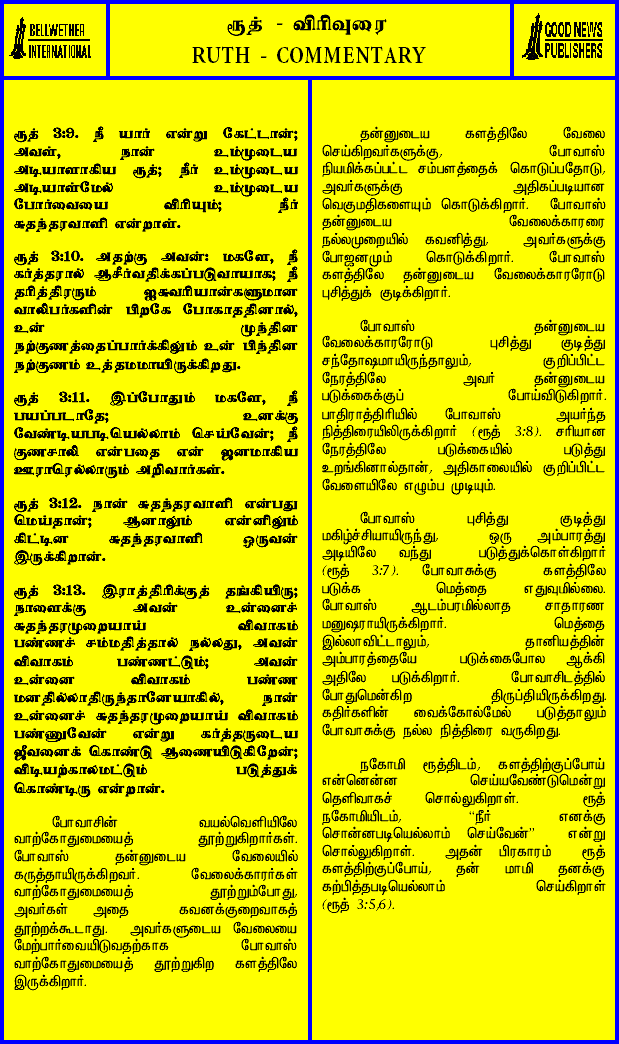 BELLWETHER
INTERNATIONAL
ரூத் - விரிவுரை
RUTH - COMMENTARY
GOOD NEWS
PUBLISHERS
ரூத் 3:9. நீ யார் என்று கேட்டான்;
அவள், நான் உம்முடைய
அடியாளாகிய ரூத்; நீர் உம்முடைய
அடியாள்மேல் உம்முடைய
போர்வையை விரியும்; நீர்
சுதந்தரவாளி என்றாள்.
ரூத் 3:10. அதற்கு அவன்: மகளே, நீ
கர்த்தரால் ஆசீர்வதிக்கப்படுவாயாக; நீ
தரித்திரரும் ஐசுவரியான்களுமான
வாலிபர்களின் பிறகே போகாததினால்,
உன் முந்தின
நற்குணத்தைப்பார்க்கிலும் உன் பிந்தின
நற்குணம் உத்தமமாயிருக்கிறது.
ரூத் 3:11. இப்போதும் மகளே, நீ
பயப்படாதே; உனக்கு
வேண்டியபடியெல்லாம் செய்வேன்; நீ
குணசாலி என்பதை என் ஜனமாகிய
ஊராரெல்லாரும் அறிவார்கள்.
ரூத் 3:12. நான் சுதந்தரவாளி என்பது
மெய்தான்; ஆனாலும் என்னிலும்
கிட்டின சுதந்தரவாளி ஒருவன்
இருக்கிறான்.
ரூத் 3:13. இராத்திரிக்குத் தங்கியிரு;
நாளைக்கு அவன் உன்னைச்
சுதந்தரமுறையாய் விவாகம்
பண்ணச் சம்மதித்தால் நல்லது, அவன்
விவாகம் பண்ணட்டும்; அவன்
உன்னை விவாகம் பண்ண
மனதில்லாதிருந்தானேயாகில், நான்
உன்னைச் சுதந்தரமுறையாய் விவாகம்
பண்ணுவேன் என்று கர்த்தருடைய
ஜீவனைக் கொண்டு ஆணையிடுகிறேன்;
விடியற்காலமட்டும் படுத்துக்
கொண்டிரு என்றான்.
போவாசின் வயல்வெளியிலே
வாற்கோதுமையைத் தூற்றுகிறார்கள்.
போவாஸ் தன்னுடைய வேலையில்
கருத்தாயிருக்கிறவர். வேலைக்காரர்கள்
வாற்கோதுமையைத் தூற்றும்போது,
அவர்கள் அதை கவனக்குறைவாகத்
தூற்றக்கூடாது. அவர்களுடைய வேலையை
மேற்பார்வையிடுவதற்காக போவாஸ்
வாற்கோதுமையைத் தூற்றுகிற களத்திலே
இருக்கிறார்.
தன்னுடைய களத்திலே வேலை
செய்கிறவர்களுக்கு, போவாஸ்
நியமிக்கப்பட்ட சம்பளத்தைக் கொடுப்பதோடு,
அவர்களுக்கு அதிகப்படியான
வெகுமதிகளையும் கொடுக்கிறார். போவாஸ்
தன்னுடைய வேலைக்காரரை
நல்லமுறையில் கவனித்து, அவர்களுக்கு
போஜனமும் கொடுக்கிறார். போவாஸ்
களத்திலே தன்னுடைய வேலைக்காரரோடு
புசித்துக் குடிக்கிறார்.
போவாஸ் தன்னுடைய
வேலைக்காரரோடு புசித்து குடித்து
சந்தோஷமாயிருந்தாலும், குறிப்பிட்ட
நேரத்திலே அவர் தன்னுடைய
படுக்கைக்குப் போய்விடுகிறார்.
பாதிராத்திரியில் போவாஸ் அயர்ந்த
நித்திரையிலிருக்கிறார் (ரூத் 3:8). சரியான
நேரத்திலே படுக்கையில் படுத்து
உறங்கினால்தான், அதிகாலையில் குறிப்பிட்ட
வேளையிலே எழும்ப முடியும்.
போவாஸ் புசித்து குடித்து
மகிழ்ச்சியாயிருந்து, ஒரு அம்பாரத்து
அடியிலே வந்து படுத்துக்கொள்கிறார்
(ரூத் 3:7). போவாசுக்கு களத்திலே
படுக்க மெத்தை எதுவுமில்லை.
போவாஸ் ஆடம்பரமில்லாத சாதாரண
மனுஷராயிருக்கிறார். மெத்தை
இல்லாவிட்டாலும், தானியத்தின்
அம்பாரத்தையே படுக்கைபோல ஆக்கி
அதிலே படுக்கிறார். போவாசிடத்தில்
போதுமென்கிற திருப்தியிருக்கிறது.
கதிர்களின் வைக்கோல்மேல் படுத்தாலும்
போவாசுக்கு நல்ல நித்திரை வருகிறது.
நகோமி ரூத்திடம், களத்திற்குப்போய்
என்னென்ன செய்யவேண்டுமென்று
தெளிவாகச் சொல்லுகிறாள். ரூத்
நகோமியிடம், “நீர் எனக்கு
சொன்னபடியெல்லாம் செய்வேன்” என்று
சொல்லுகிறாள். அதன் பிரகாரம் ரூத்
களத்திற்குப்போய், தன் மாமி தனக்கு
கற்பித்தபடியெல்லாம் செய்கிறாள்
(ரூத் 3:5,6).